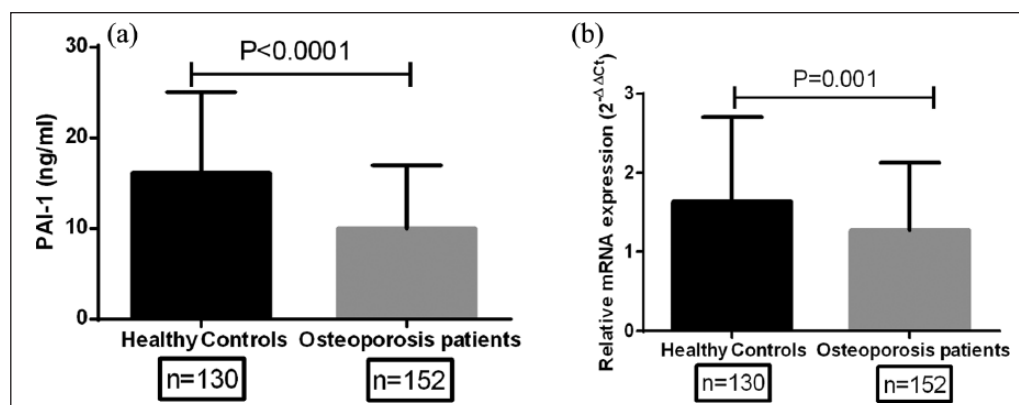 (a)
P<0.0001
PAI-1 (ng/ml)
30
20
10
0
Healthy Controls
Osteoporosis patients
n=130
n=152
(b)
P=0.001
Relative mRNA expression (2^-ΔΔCt)
3
2
1
0
Healthy Controls
Osteoporosis patients
n=130
n=152